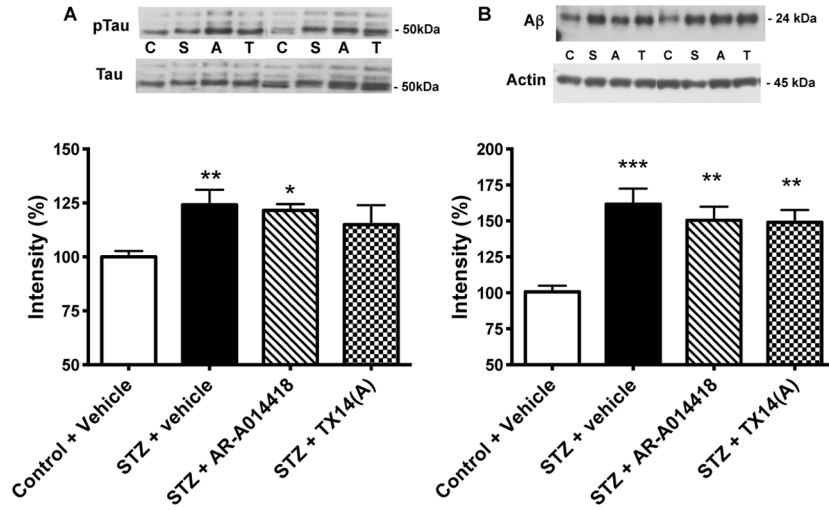 A
pTau
- 50kDa
C S A T C S A T
Tau
- 50kDa
150
125
100
75
50
Intensity (%)
**
*
Control + Vehicle
STZ + vehicle
STZ + AR-A014418
STZ + TX14(A)
B
Aβ
- 24 kDa
C S A T C S A T
Actin
- 45 kDa
200
175
150
125
100
75
50
Intensity (%)
***
**
**
Control + Vehicle
STZ + vehicle
STZ + AR-A014418
STZ + TX14(A)